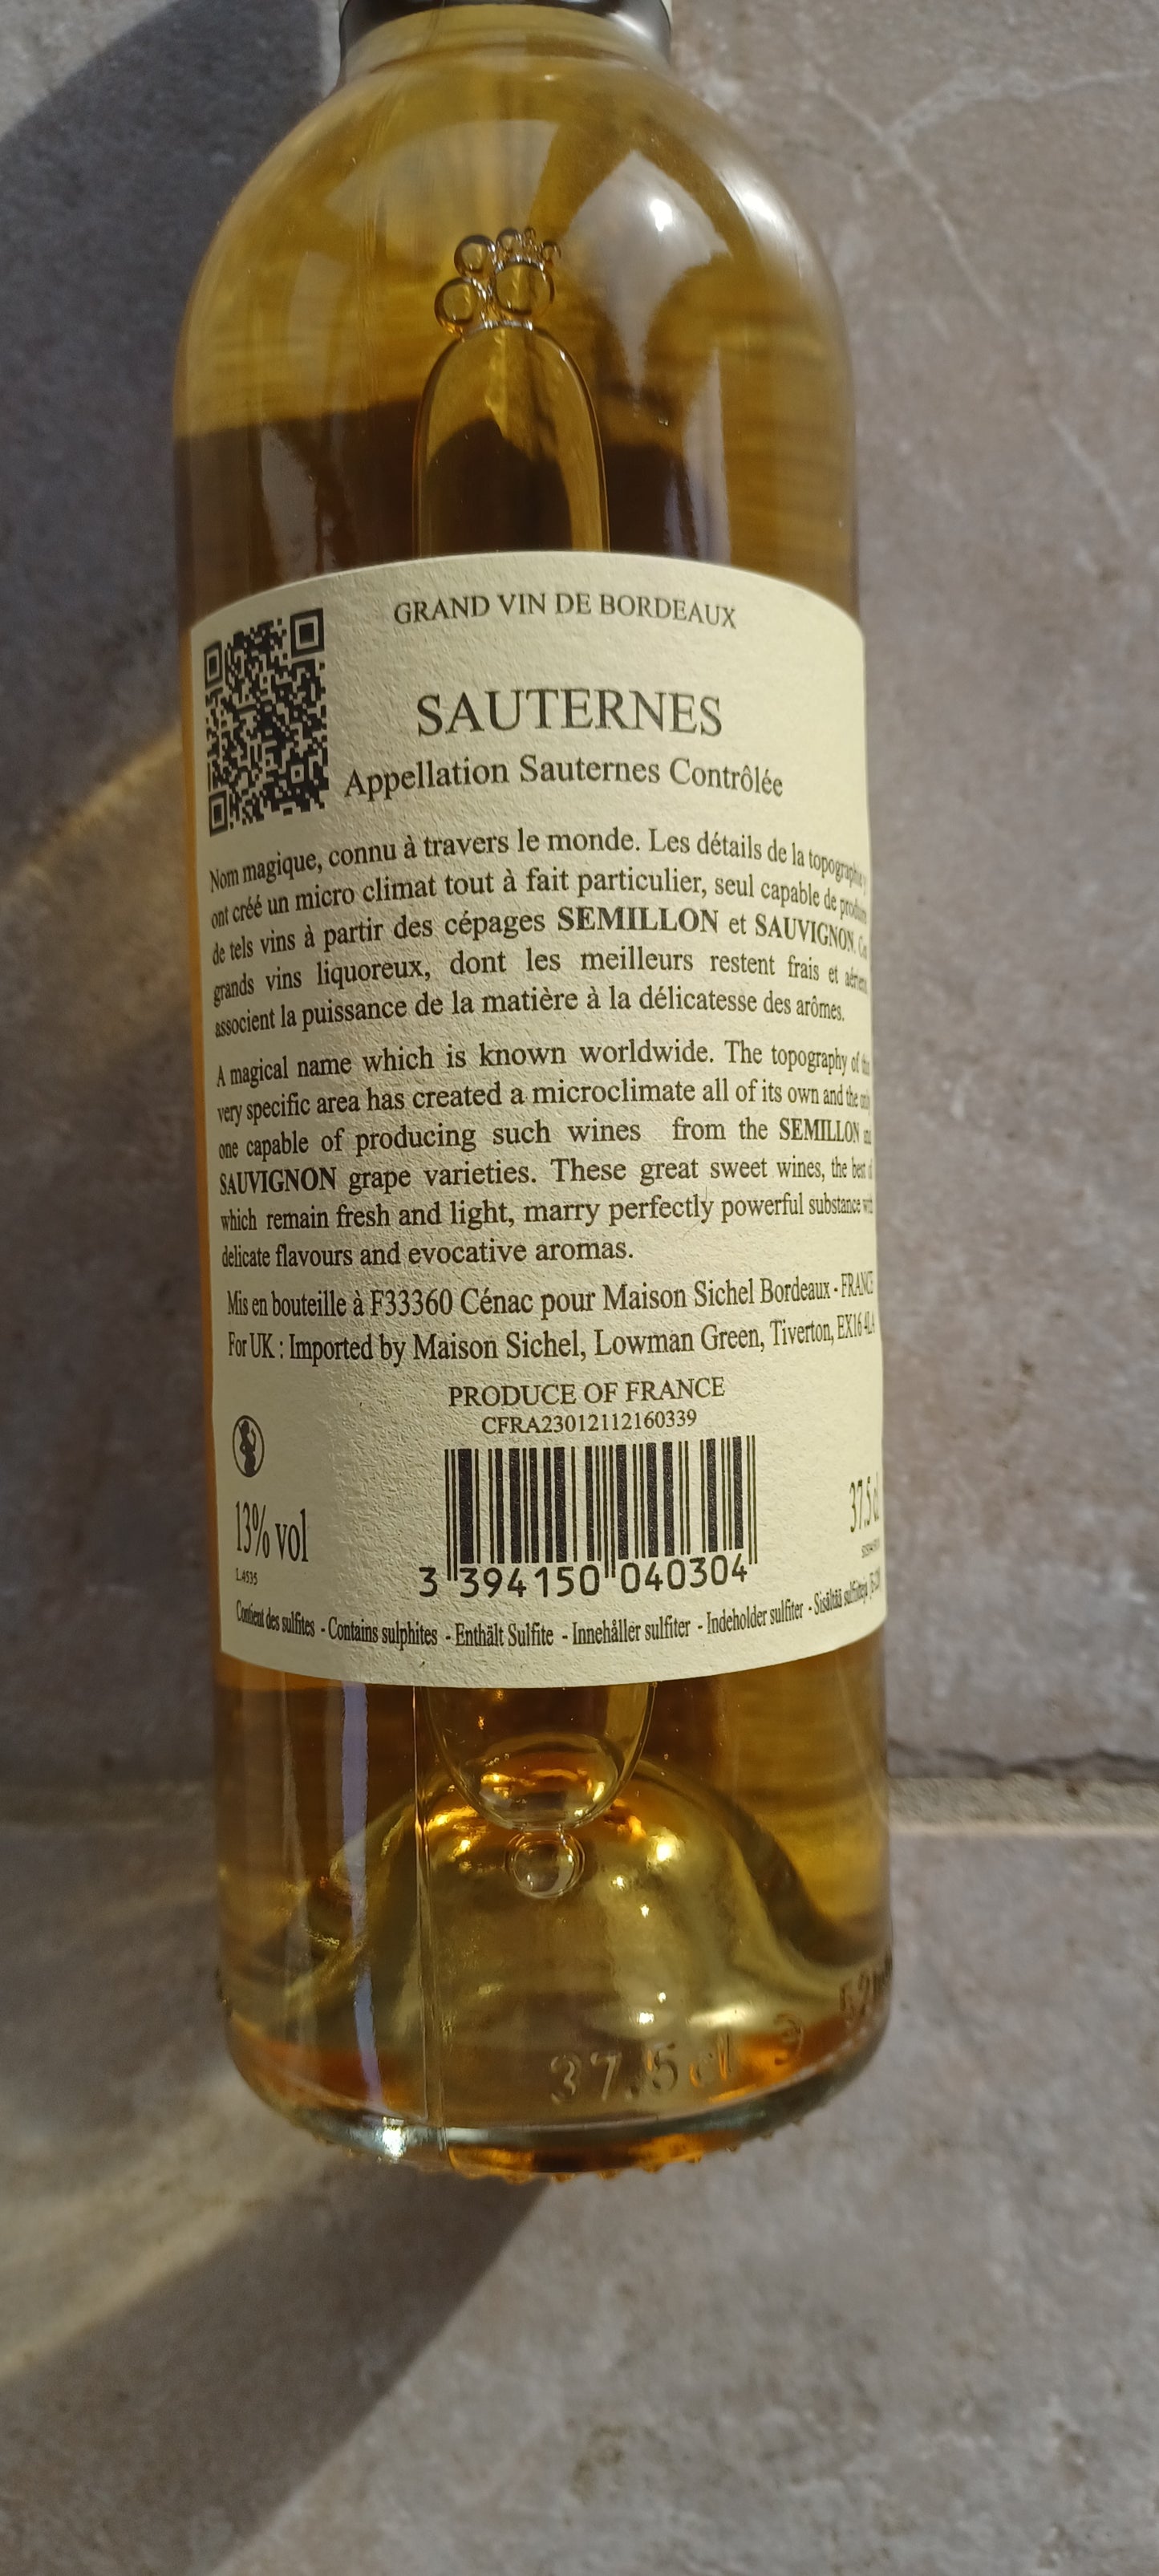 GRAND VIN DE BORDEAUX
SAUTERNES
Appellation Sauternes Contrôlée
Nom magique, connu à travers le monde. Les détails de la
ont créé un micro climat tout à fait particulier, seul capable de
de tels vins à partir des cépages SEMILLON et SAUVIGNON.
grands vins liquoreux, dont les meilleurs restent frais et
associent la puissance de la matière à la délicatesse des arômes.
A magical name which is known worldwide. The topography of
very specific area has created a microclimate all of its own and the only
one capable of producing such wines from the SEMILLON
SAUVIGNON grape varieties. These great sweet wines, the best
which remain fresh and light, marry perfectly powerful substance
delicate flavours and evocative aromas.
Mis en bouteille à F33360 Cénac pour Maison Sichel Bordeaux - FRANCE
For UK : Imported by Maison Sichel, Lowman Green, Tiverton, EX16 4LA
PRODUCE OF FRANCE
CFRA23012112160339
13% vol
37.5 cl
L4535
3 394150 040304
Contient des sulfites - Contains sulphites - Enthält Sulfite - Innehåller sulfiter - Indeholder sulfiter - Sisältää
37.5cl 3